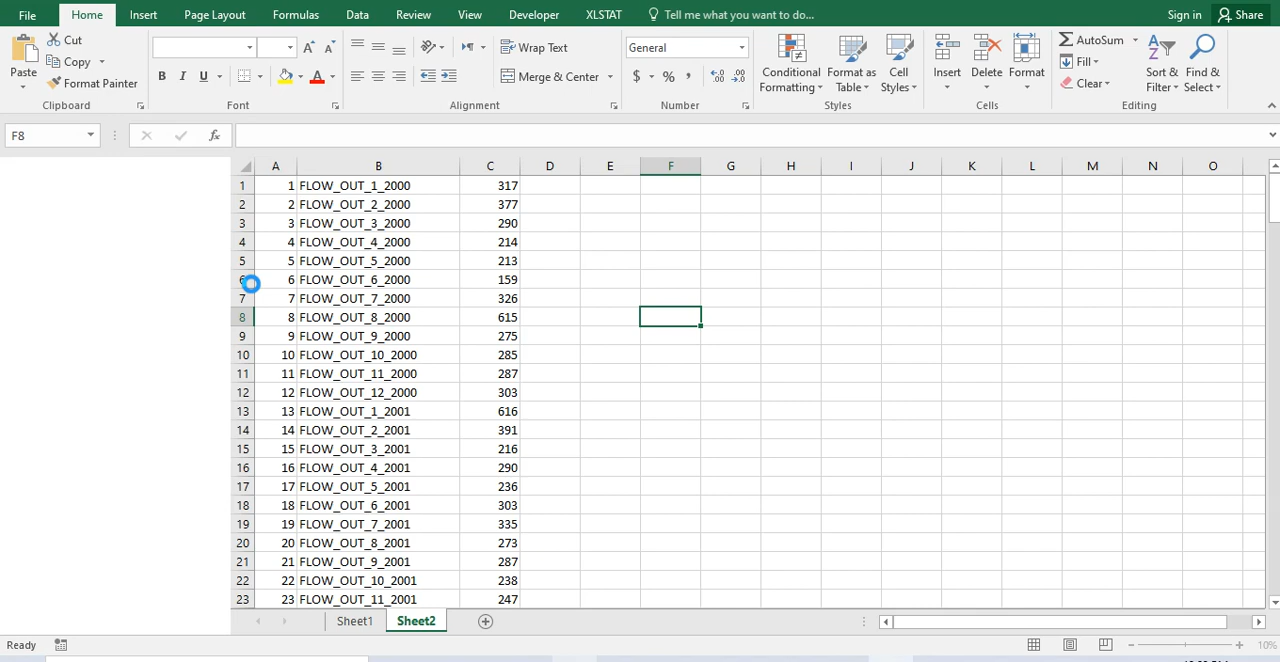 File Home Insert Page Layout Formulas Data Review View Developer XLSTAT Tell me what you want to do... Sign in Share
Paste Cut Copy Format Painter Clipboard
B I U Font
Wrap Text Merge & Center Alignment
General $ % , Number
Conditional Formatting Format as Table Cell Styles Styles
Insert Delete Format Cells
AutoSum Fill Clear Sort & Filter Find & Select Editing
F8 fx
A B C D E F G H I J K L M N O
1 1 FLOW_OUT_1_2000 317
2 2 FLOW_OUT_2_2000 377
3 3 FLOW_OUT_3_2000 290
4 4 FLOW_OUT_4_2000 214
5 5 FLOW_OUT_5_2000 213
6 6 FLOW_OUT_6_2000 159
7 7 FLOW_OUT_7_2000 326
8 8 FLOW_OUT_8_2000 615
9 9 FLOW_OUT_9_2000 275
10 10 FLOW_OUT_10_2000 285
11 11 FLOW_OUT_11_2000 287
12 12 FLOW_OUT_12_2000 303
13 13 FLOW_OUT_1_2001 616
14 14 FLOW_OUT_2_2001 391
15 15 FLOW_OUT_3_2001 216
16 16 FLOW_OUT_4_2001 290
17 17 FLOW_OUT_5_2001 236
18 18 FLOW_OUT_6_2001 303
19 19 FLOW_OUT_7_2001 335
20 20 FLOW_OUT_8_2001 273
21 21 FLOW_OUT_9_2001 287
22 22 FLOW_OUT_10_2001 238
23 23 FLOW_OUT_11_2001 247
Sheet1 Sheet2
Ready 10%